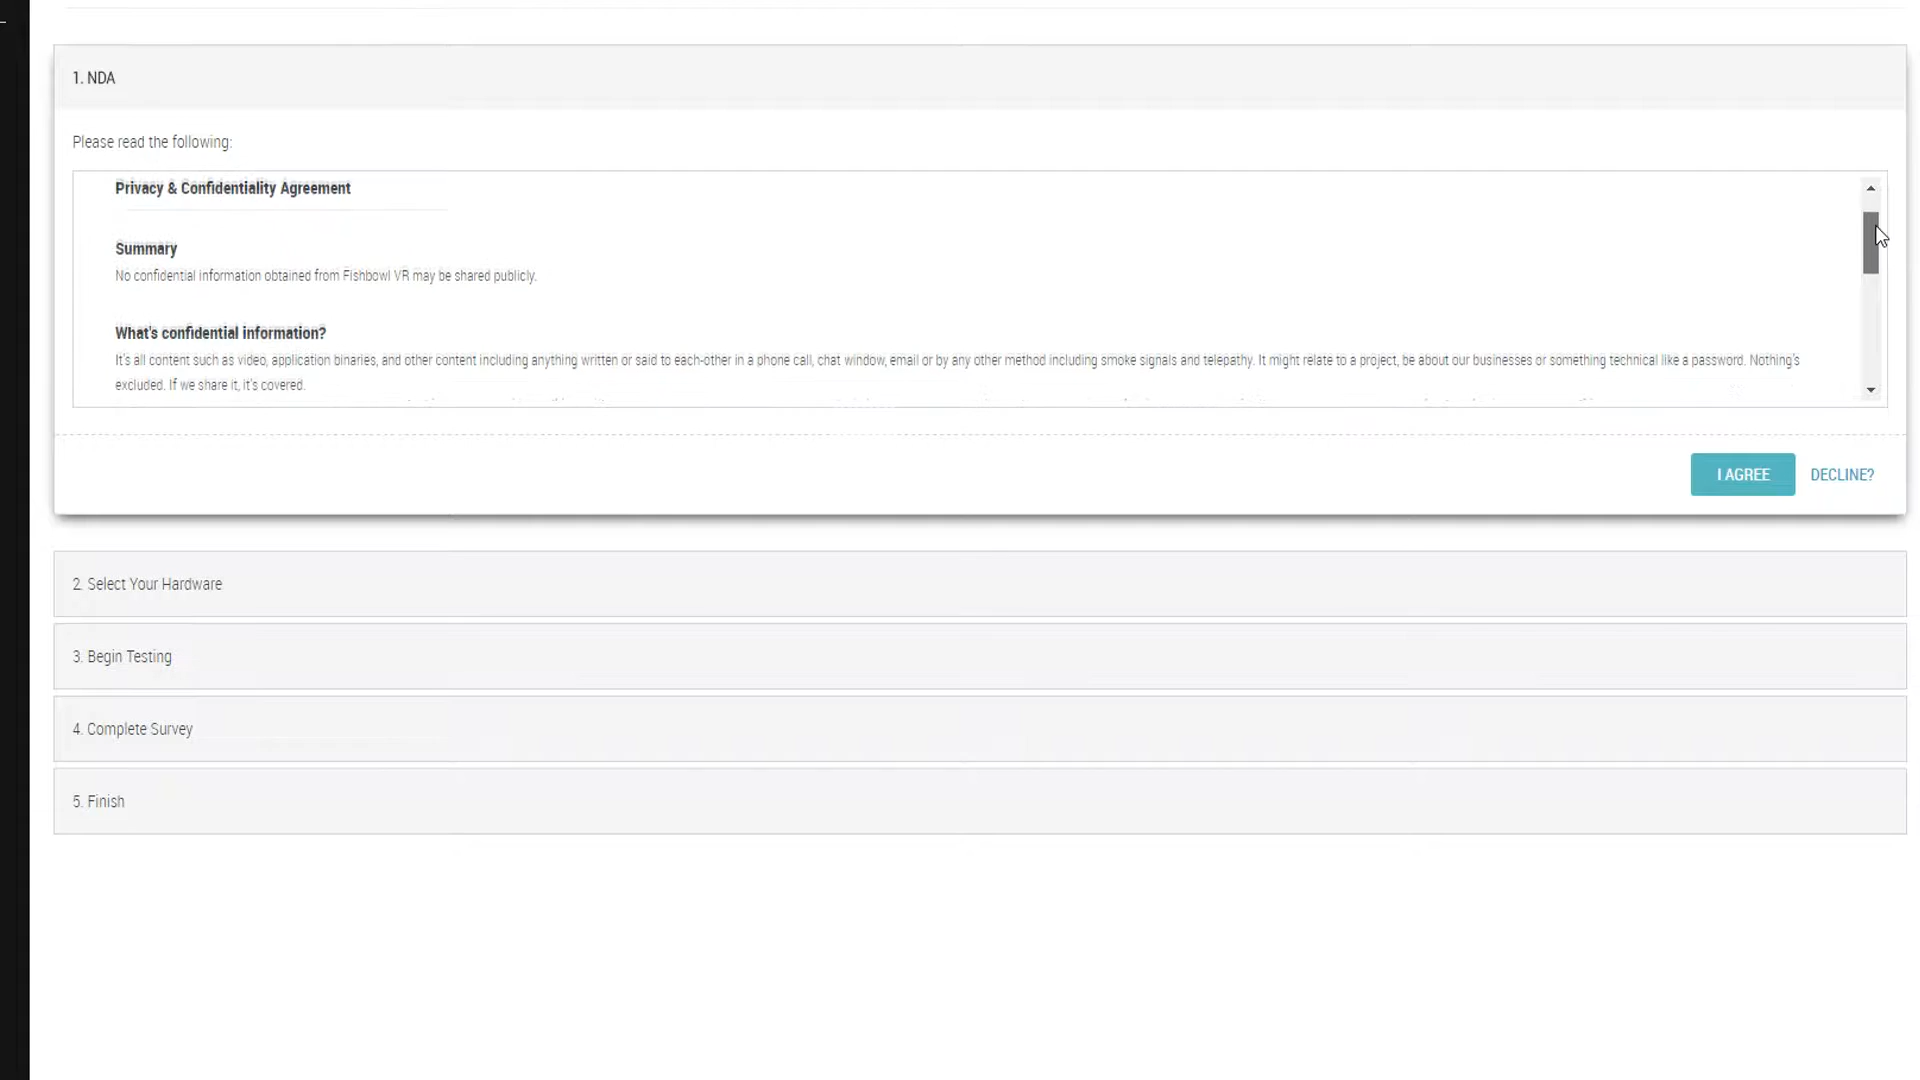 1. NDA
Please read the following:
Privacy & Confidentiality Agreement
Summary
No confidential information obtained from Fishbowl VR may be shared publicly.
What's confidential information?
It's all content such as video, application binaries, and other content including anything written or said to each-other in a phone call, chat window, email or by any other method including smoke signals and telepathy. It might relate to a project, be about our businesses or something technical like a password. Nothing's
excluded. If we share it, it's covered.
I AGREE
DECLINE?
2. Select Your Hardware
3. Begin Testing
4. Complete Survey
5. Finish